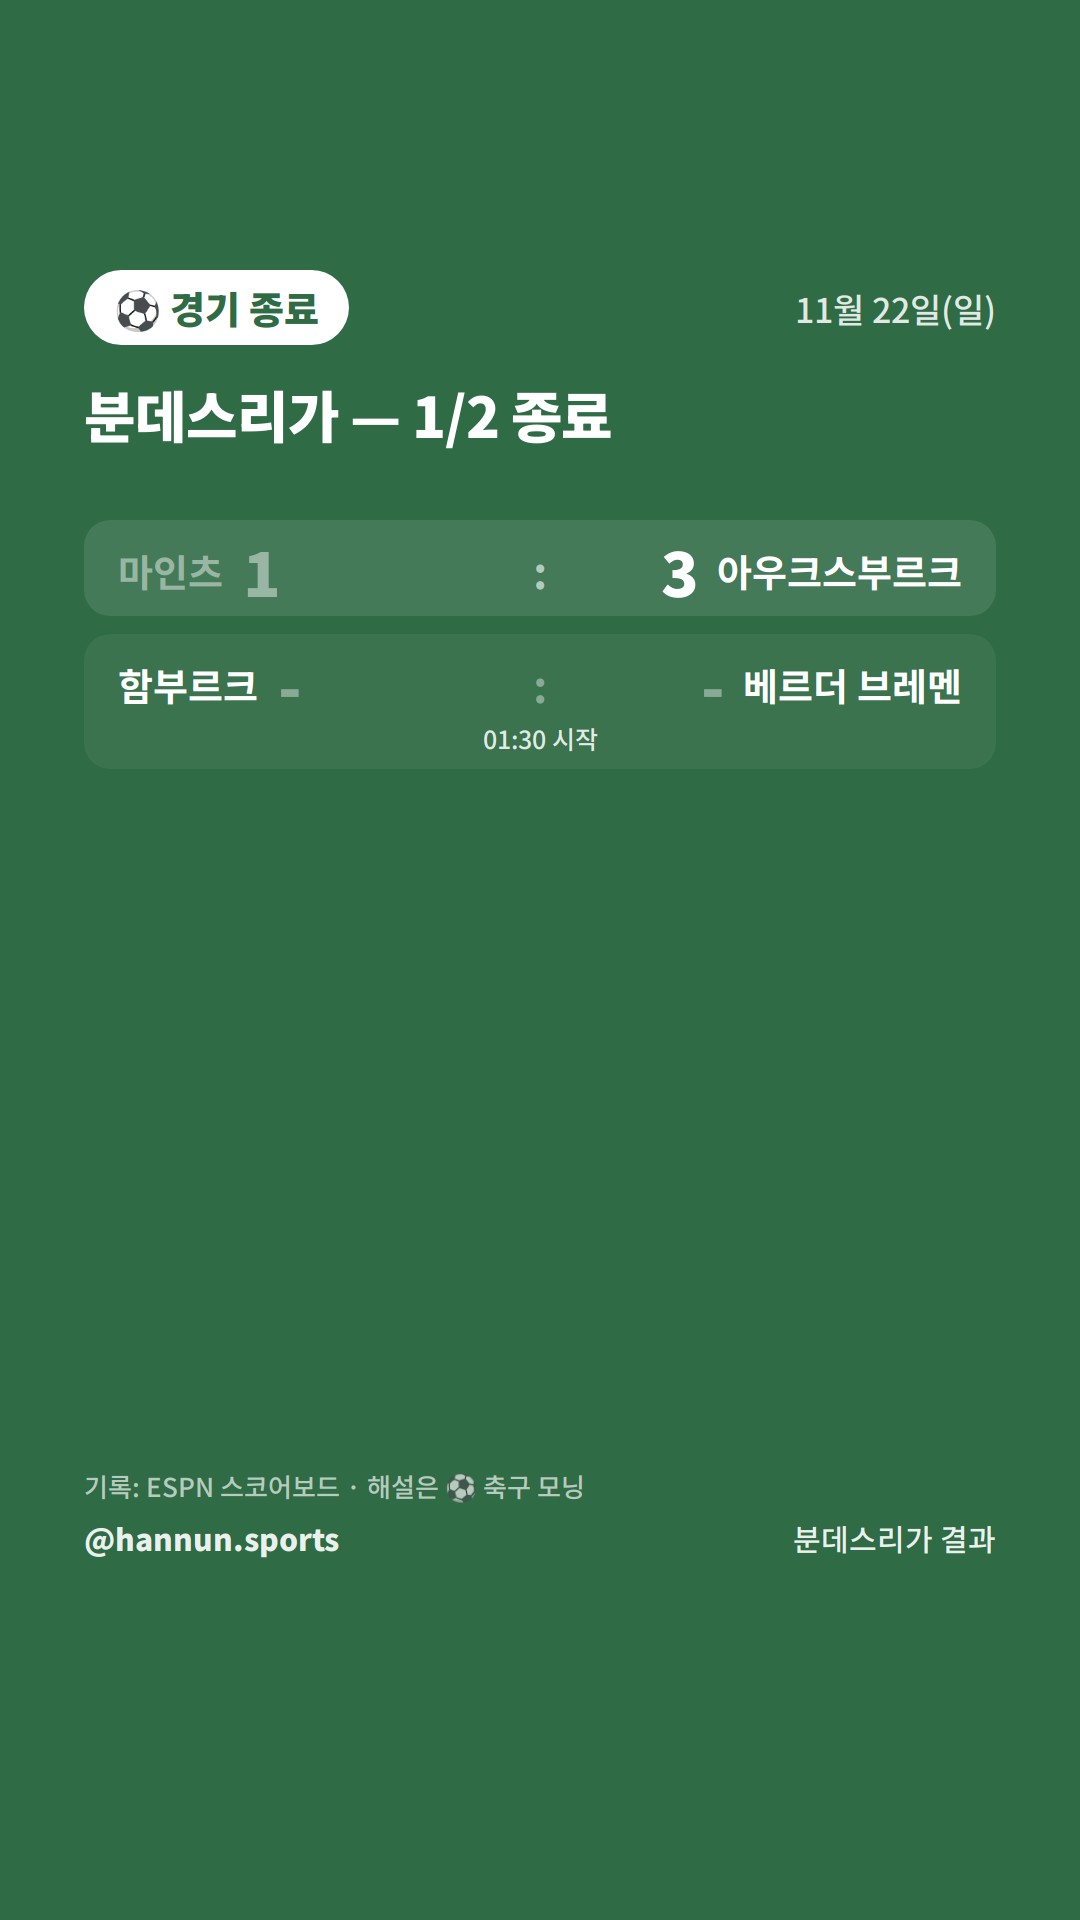 ⚽ 경기 종료
11월 22일(일)
분데스리가 — 1/2 종료
마인츠 1 : 3 아우크스부르크
함부르크 - : - 베르더 브레멘
01:30 시작
기록: ESPN 스코어보드 · 해설은 ⚽ 축구 모닝
@hannun.sports
분데스리가 결과